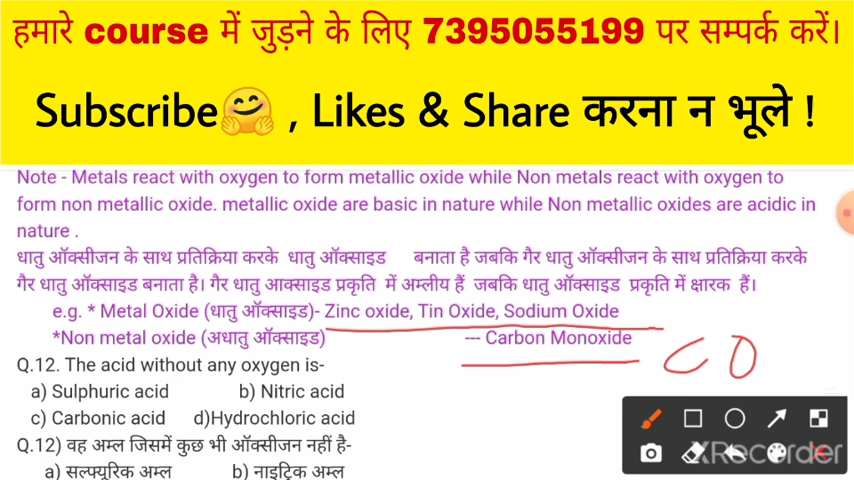 हमारे course में जुड़ने के लिए 7395055199 पर सम्पर्क करें।
Subscribe🤗 , Likes & Share करना न भूले !
Note - Metals react with oxygen to form metallic oxide while Non metals react with oxygen to
form non metallic oxide. metallic oxide are basic in nature while Non metallic oxides are acidic in
nature .
धातु ऑक्सीजन के साथ प्रतिक्रिया करके धातु ऑक्साइड बनाता है जबकि गैर धातु ऑक्सीजन के साथ प्रतिक्रिया करके
गैर धातु ऑक्साइड बनाता है। गैर धातु आक्साइड प्रकृति में अम्लीय हैं जबकि धातु ऑक्साइड प्रकृति में क्षारक हैं।
e.g. * Metal Oxide (धातु ऑक्साइड)- Zinc oxide, Tin Oxide, Sodium Oxide
*Non metal oxide (अधातु ऑक्साइड) --- Carbon Monoxide CO
Q.12. The acid without any oxygen is-
a) Sulphuric acid b) Nitric acid
c) Carbonic acid d)Hydrochloric acid
Q.12) वह अम्ल जिसमें कुछ भी ऑक्सीजन नहीं है-
a) सल्फ्यूरिक अम्ल b) नाइट्रिक अम्ल
XRecorder